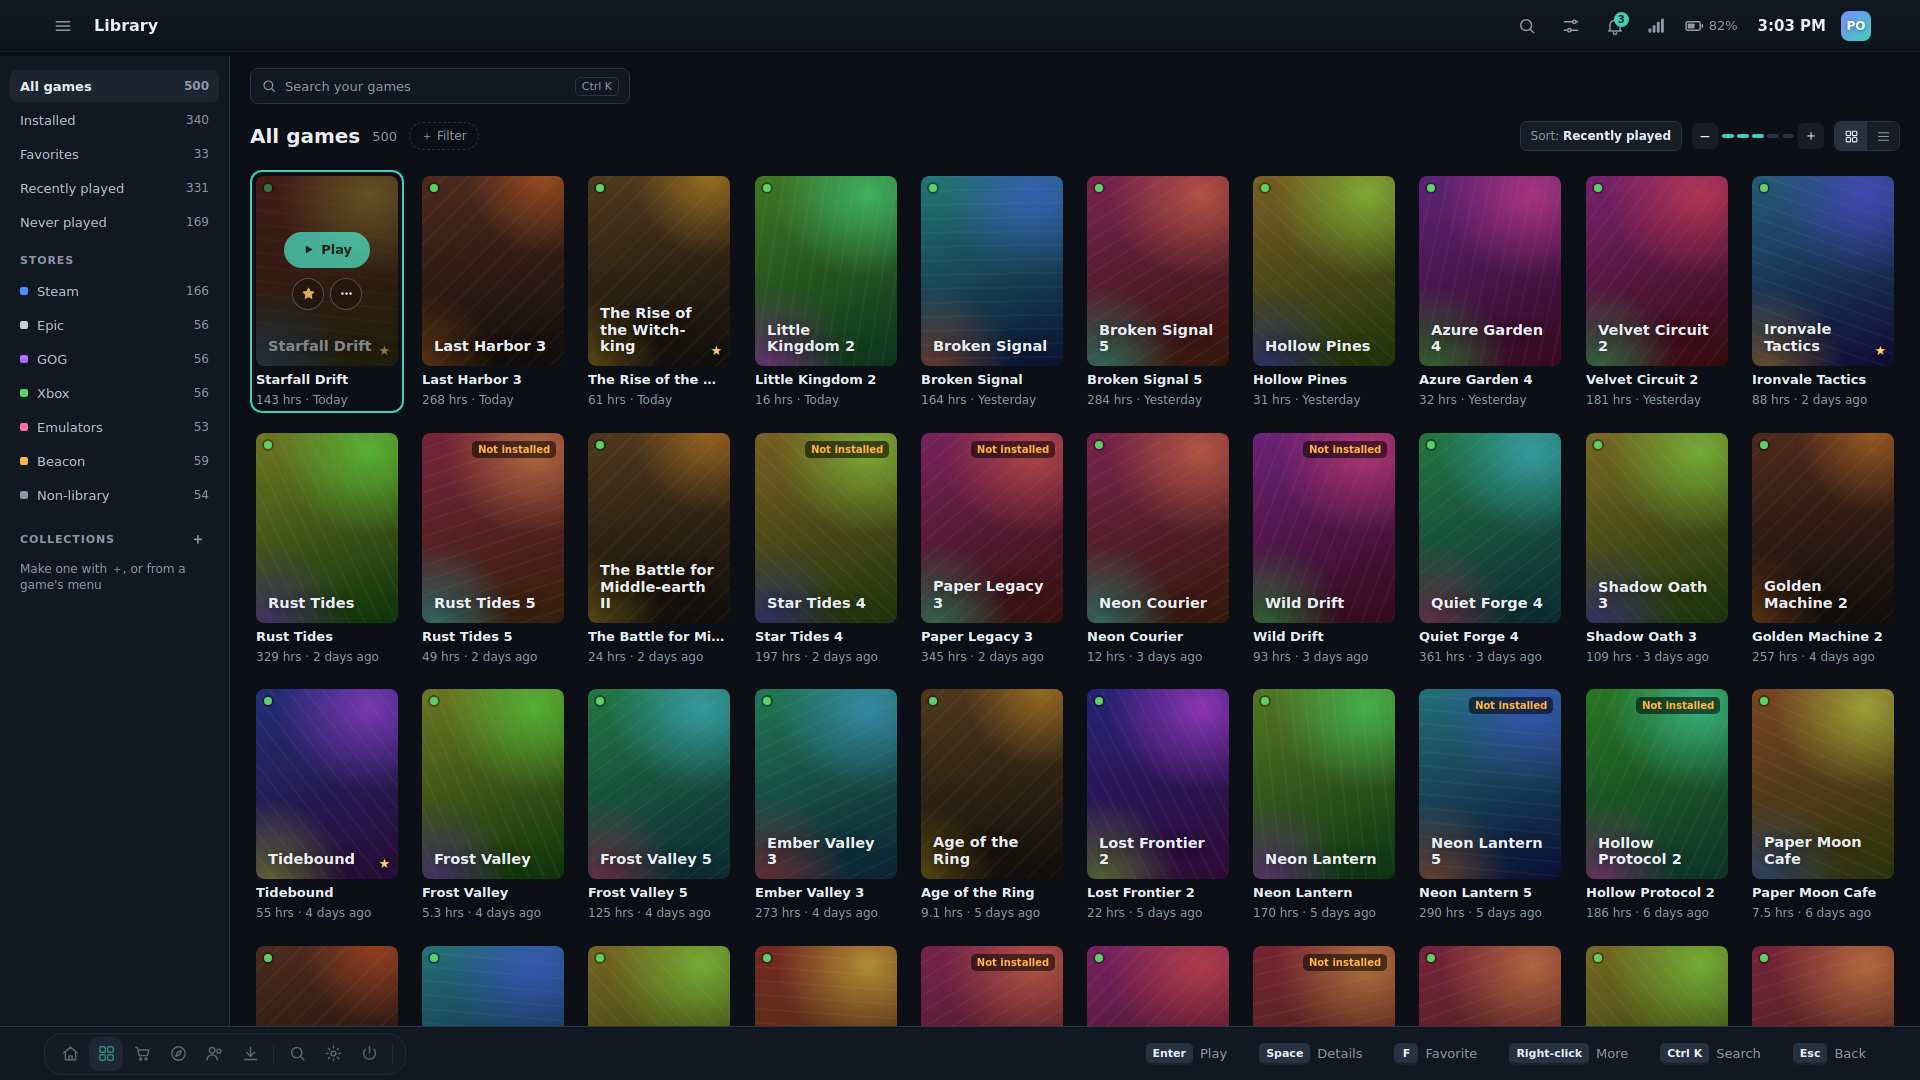 Library
3
82%
3:03 PM
PO
All games 500
Installed 340
Favorites 33
Recently played 331
Never played 169
STORES
Steam 166
Epic 56
GOG 56
Xbox 56
Emulators 53
Beacon 59
Non-library 54
COLLECTIONS +
Make one with +, or from a
game's menu
Search your games Ctrl K
All games 500 + Filter
Sort: Recently played
Play
Starfall Drift
Starfall Drift
143 hrs · Today
Last Harbor 3
Last Harbor 3
268 hrs · Today
The Rise of
the Witch-
king
The Rise of the ...
61 hrs · Today
Little
Kingdom 2
Little Kingdom 2
16 hrs · Today
Broken Signal
Broken Signal
164 hrs · Yesterday
Broken Signal
5
Broken Signal 5
284 hrs · Yesterday
Hollow Pines
Hollow Pines
31 hrs · Yesterday
Azure Garden
4
Azure Garden 4
32 hrs · Yesterday
Velvet Circuit
2
Velvet Circuit 2
181 hrs · Yesterday
Ironvale
Tactics
Ironvale Tactics
88 hrs · 2 days ago
Rust Tides
Rust Tides
329 hrs · 2 days ago
Not installed
Rust Tides 5
Rust Tides 5
49 hrs · 2 days ago
The Battle for
Middle-earth
II
The Battle for Mi...
24 hrs · 2 days ago
Not installed
Star Tides 4
Star Tides 4
197 hrs · 2 days ago
Not installed
Paper Legacy
3
Paper Legacy 3
345 hrs · 2 days ago
Neon Courier
Neon Courier
12 hrs · 3 days ago
Not installed
Wild Drift
Wild Drift
93 hrs · 3 days ago
Quiet Forge 4
Quiet Forge 4
361 hrs · 3 days ago
Shadow Oath
3
Shadow Oath 3
109 hrs · 3 days ago
Golden
Machine 2
Golden Machine 2
257 hrs · 4 days ago
Tidebound
Tidebound
55 hrs · 4 days ago
Frost Valley
Frost Valley
5.3 hrs · 4 days ago
Frost Valley 5
Frost Valley 5
125 hrs · 4 days ago
Ember Valley
3
Ember Valley 3
273 hrs · 4 days ago
Age of the
Ring
Age of the Ring
9.1 hrs · 5 days ago
Lost Frontier
2
Lost Frontier 2
22 hrs · 5 days ago
Neon Lantern
Neon Lantern
170 hrs · 5 days ago
Not installed
Neon Lantern
5
Neon Lantern 5
290 hrs · 5 days ago
Not installed
Hollow
Protocol 2
Hollow Protocol 2
186 hrs · 6 days ago
Paper Moon
Cafe
Paper Moon Cafe
7.5 hrs · 6 days ago
Not installed
Not installed
Enter Play
Space Details
F Favorite
Right-click More
Ctrl K Search
Esc Back